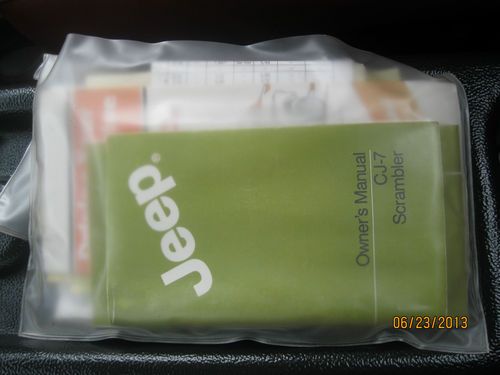 Jeep®
Owner's Manual
CJ-7
Scrambler
06/23/2013